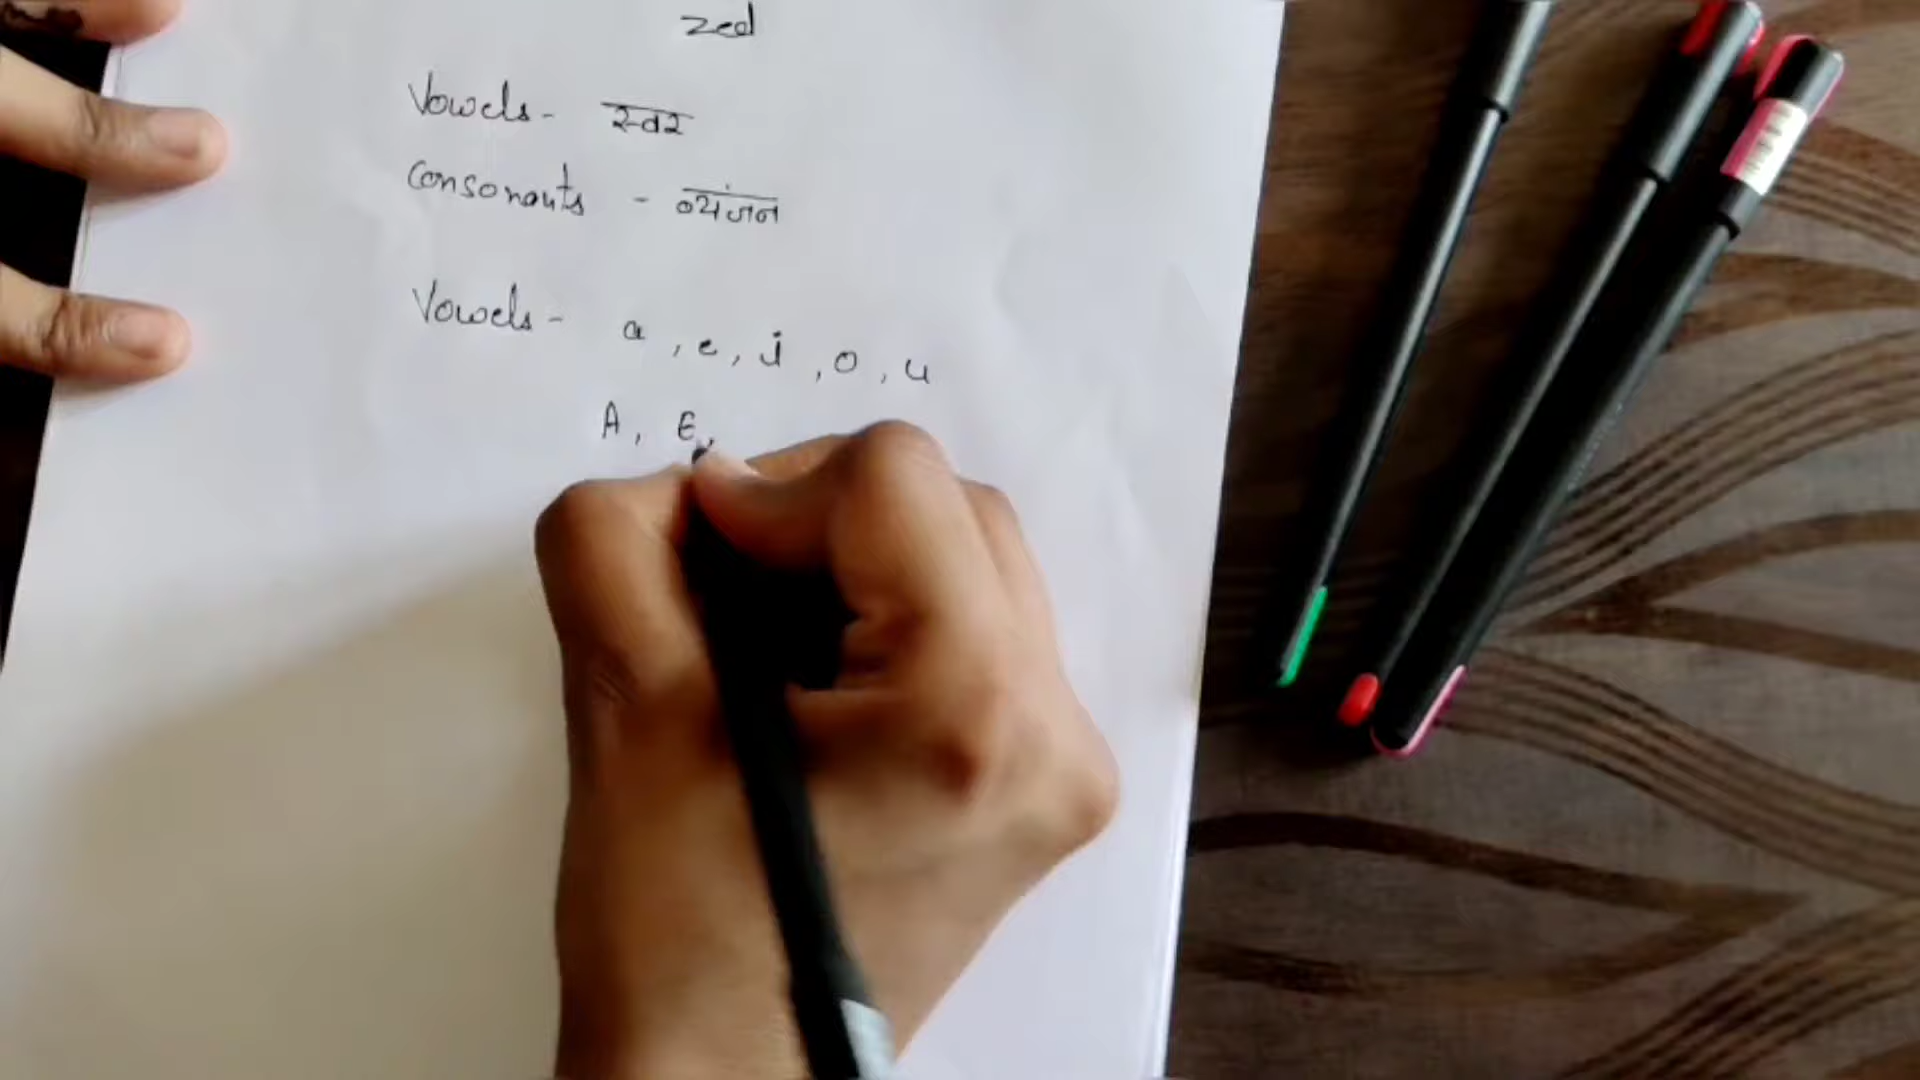 zed
Vowels - स्वर
Consonants - व्यंजन
Vowels - a, e, i, o, u
A, E,